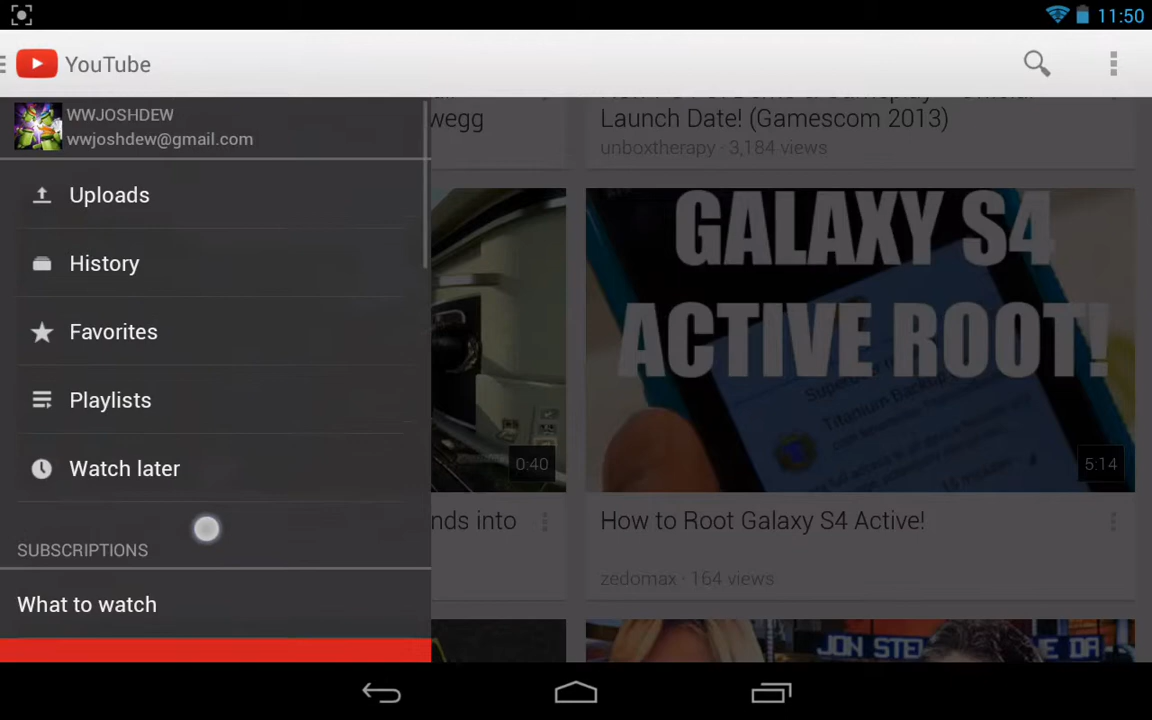 11:50
YouTube
WWJOSHDEW
wwjoshdew@gmail.com
Uploads
History
Favorites
Playlists
Watch later
SUBSCRIPTIONS
What to watch
wegg
Launch Date! (Gamescom 2013)
unboxtherapy · 3,184 views
0:40
nds into
GALAXY S4
ACTIVE ROOT!
Titanium Backup
5:14
How to Root Galaxy S4 Active!
zedomax · 164 views
JON STE